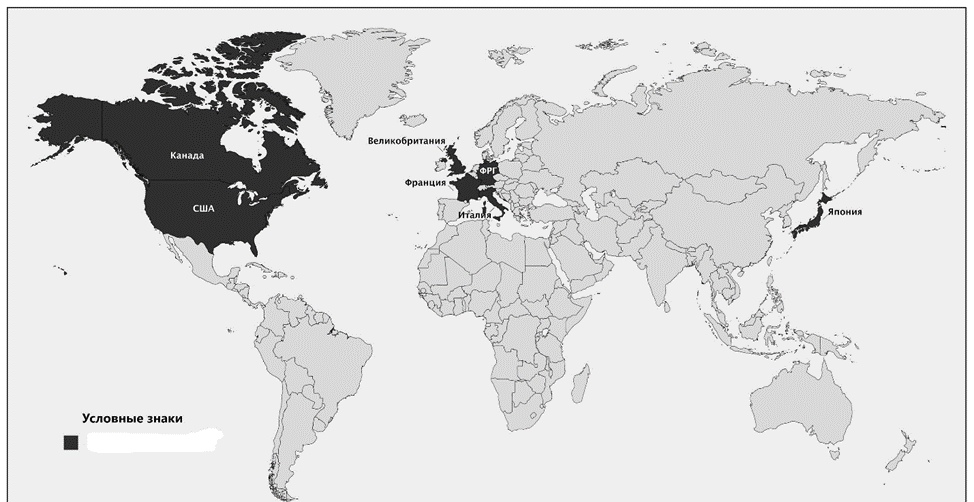 Великобритания
Канада
ФРГ
Франция
США
Италия
Япония
Условные знаки